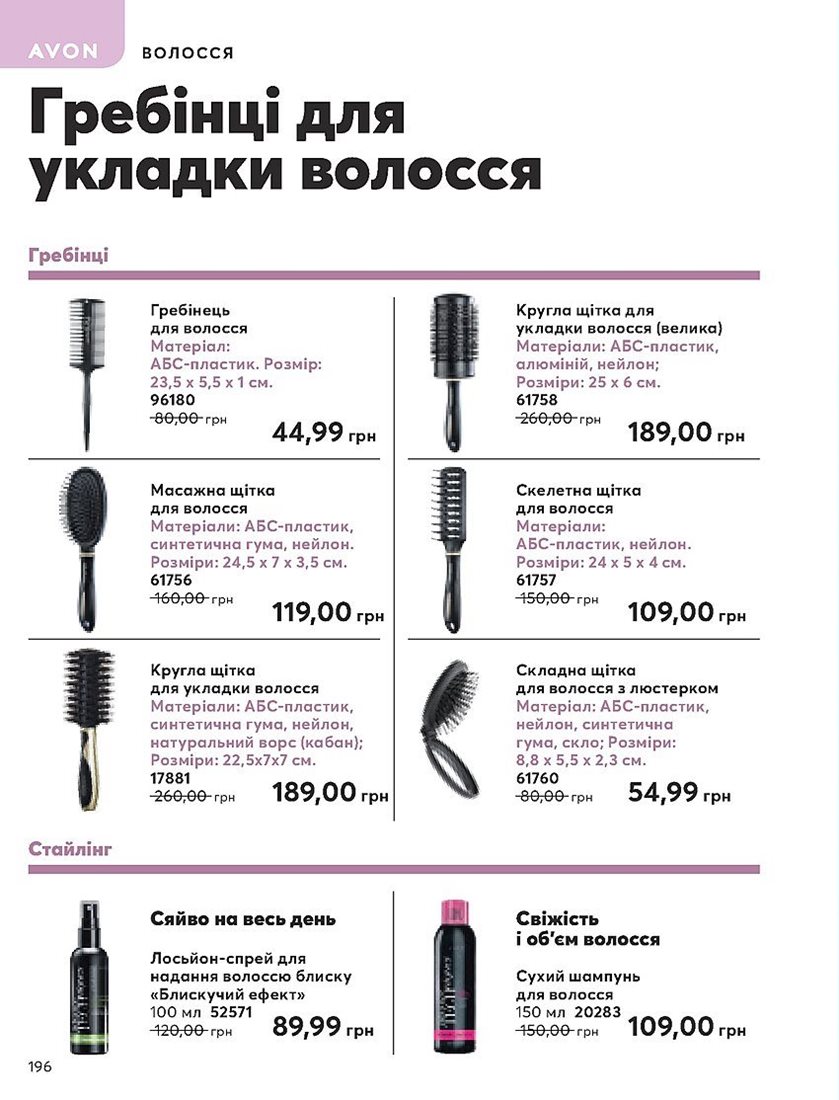 AVON
ВОЛОССЯ
Гребінці для
укладки волосся
Гребінці
Гребінець
для волосся
Матеріал:
АБС-пластик. Розмір:
23,5 х 5,5 х 1 см.
96180
80,00 грн
44,99 грн
Кругла щітка для
укладки волосся (велика)
Матеріали: АБС-пластик,
алюміній, нейлон;
Розміри: 25 х 6 см.
61758
260,00 грн
189,00 грн
Масажна щітка
для волосся
Матеріали: АБС-пластик,
синтетична гума, нейлон.
Розміри: 24,5 х 7 х 3,5 см.
61756
160,00 грн
119,00 грн
Скелетна щітка
для волосся
Матеріали:
АБС-пластик, нейлон.
Розміри: 24 х 5 х 4 см.
61757
150,00 грн
109,00 грн
Кругла щітка
для укладки волосся
Матеріали: АБС-пластик,
синтетична гума, нейлон,
натуральний ворс (кабан);
Розміри: 22,5х7х7 см.
17881
260,00 грн
189,00 грн
Складна щітка
для волосся з люстерком
Матеріал: АБС-пластик,
нейлон, синтетична
гума, скло; Розміри:
8,8 х 5,5 х 2,3 см.
61760
80,00 грн
54,99 грн
Стайлінг
Сяйво на весь день
Лосьйон-спрей для
надання волоссю блиску
«Блискучий ефект»
100 мл 52571
120,00 грн
89,99 грн
Свіжість
і об'єм волосся
Сухий шампунь
для волосся
150 мл 20283
150,00 грн
109,00 грн
196